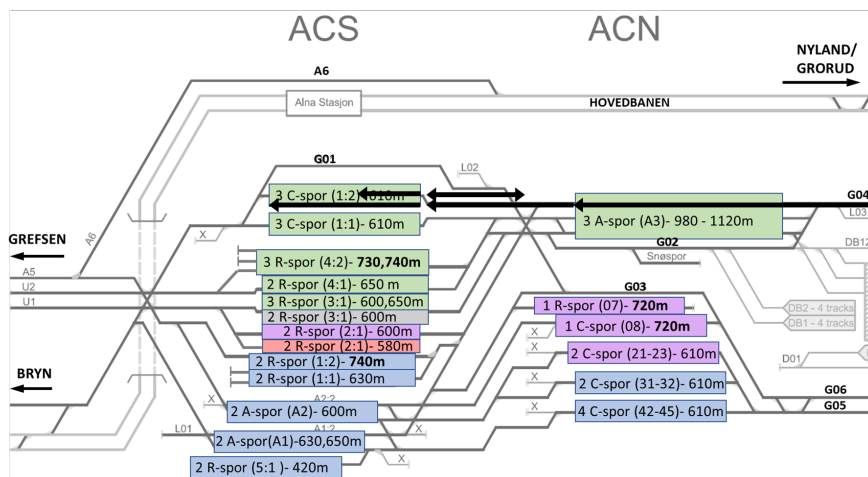 ACS
ACN
NYLAND/
GRORUD
A6
Alna Stasjon
HOVEDBANEN
G01
L02
3 C-spor (1:2)- 610m
G04
3 A-spor (A3)- 980 - 1120m
L03
X
3 C-spor (1:1)- 610m
A6
GREFSEN
G02
DB12
Snøspor
3 R-spor (4:2)- 730,740m
A5
U2
2 R-spor (4:1)- 650 m
G03
U1
3 R-spor (3:1)- 600,650m
1 R-spor (07)- 720m
DB2 - 4 tracks
2 R-spor (3:1)- 600m
1 C-spor (08)- 720m
DB1 - 4 tracks
2 R-spor (2:1)- 600m
X
2 R-spor (2:1)- 580m
2 C-spor (21-23)- 610m
X
2 R-spor (1:2)- 740m
D01
BRYN
2 R-spor (1:1)- 630m
2 C-spor (31-32)- 610m
X
G06
X
A2:2
2 A-spor (A2)- 600m
X
4 C-spor (42-45)- 610m
G05
L01
A1:2
X
2 A-spor(A1)-630,650m
X
2 R-spor (5:1 )- 420m